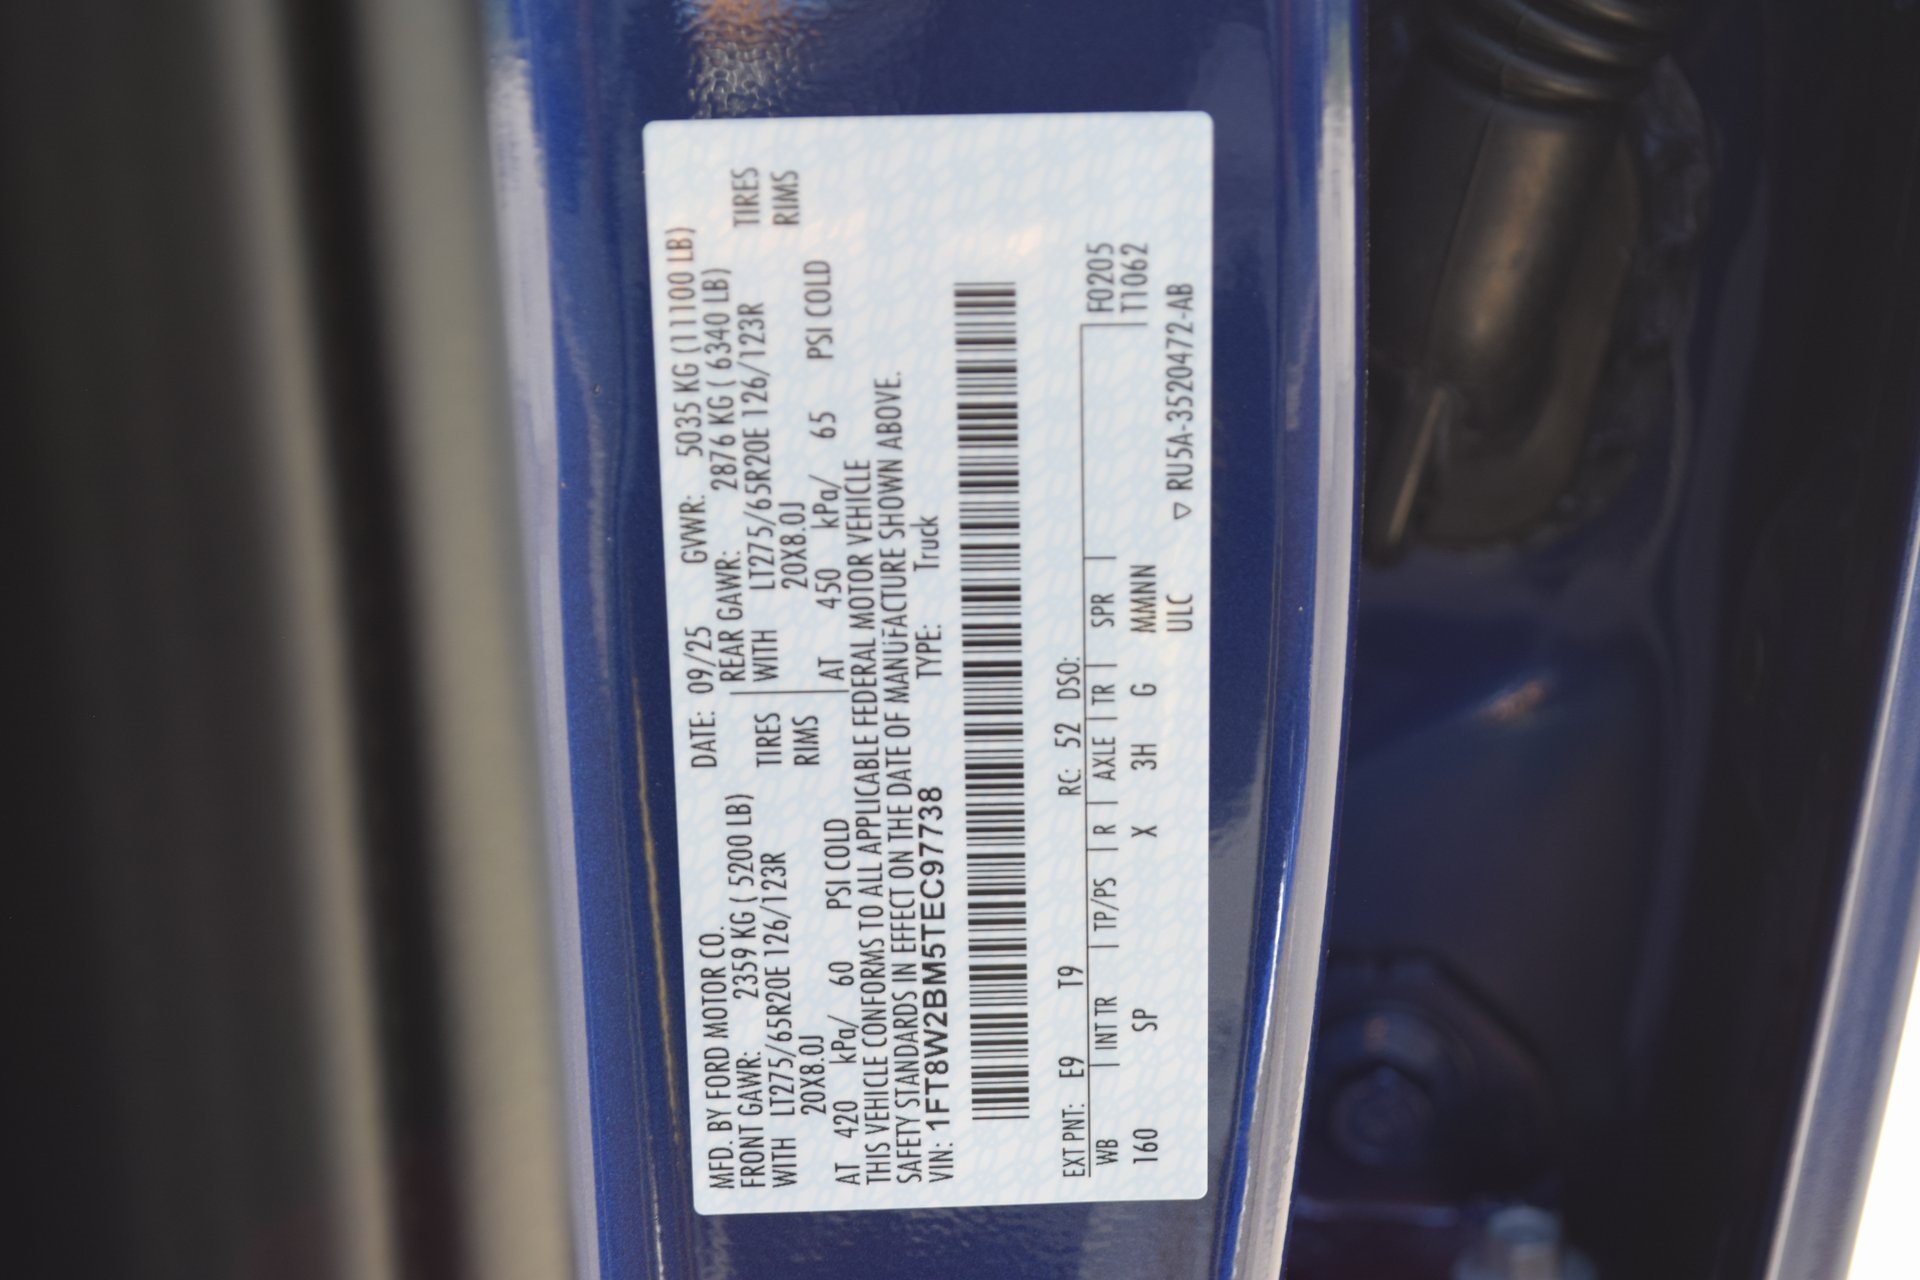 MFD. BY FORD MOTOR CO. DATE: 09/25 GVWR: 5035 KG (11100 LB)
FRONT GAWR: 2359 KG ( 5200 LB) REAR GAWR: 2876 KG ( 6340 LB)
WITH LT275/65R20E 126/123R TIRES WITH LT275/65R20E 126/123R TIRES
20X8.0J RIMS 20X8.0J RIMS
AT 420 kPa/ 60 PSI COLD AT 450 kPa/ 65 PSI COLD
THIS VEHICLE CONFORMS TO ALL APPLICABLE FEDERAL MOTOR VEHICLE
SAFETY STANDARDS IN EFFECT ON THE DATE OF MANUFACTURE SHOWN ABOVE.
VIN: 1FT8W2BM5TEC97738 TYPE: Truck
EXT PNT: E9 T9 RC: 52 DSO: F0205
WB | INT TR | TP/PS | R | AXLE | TR | SPR | T1062
160 SP X 3H G MMNN
ULC ▽ RU5A-3520472-AB